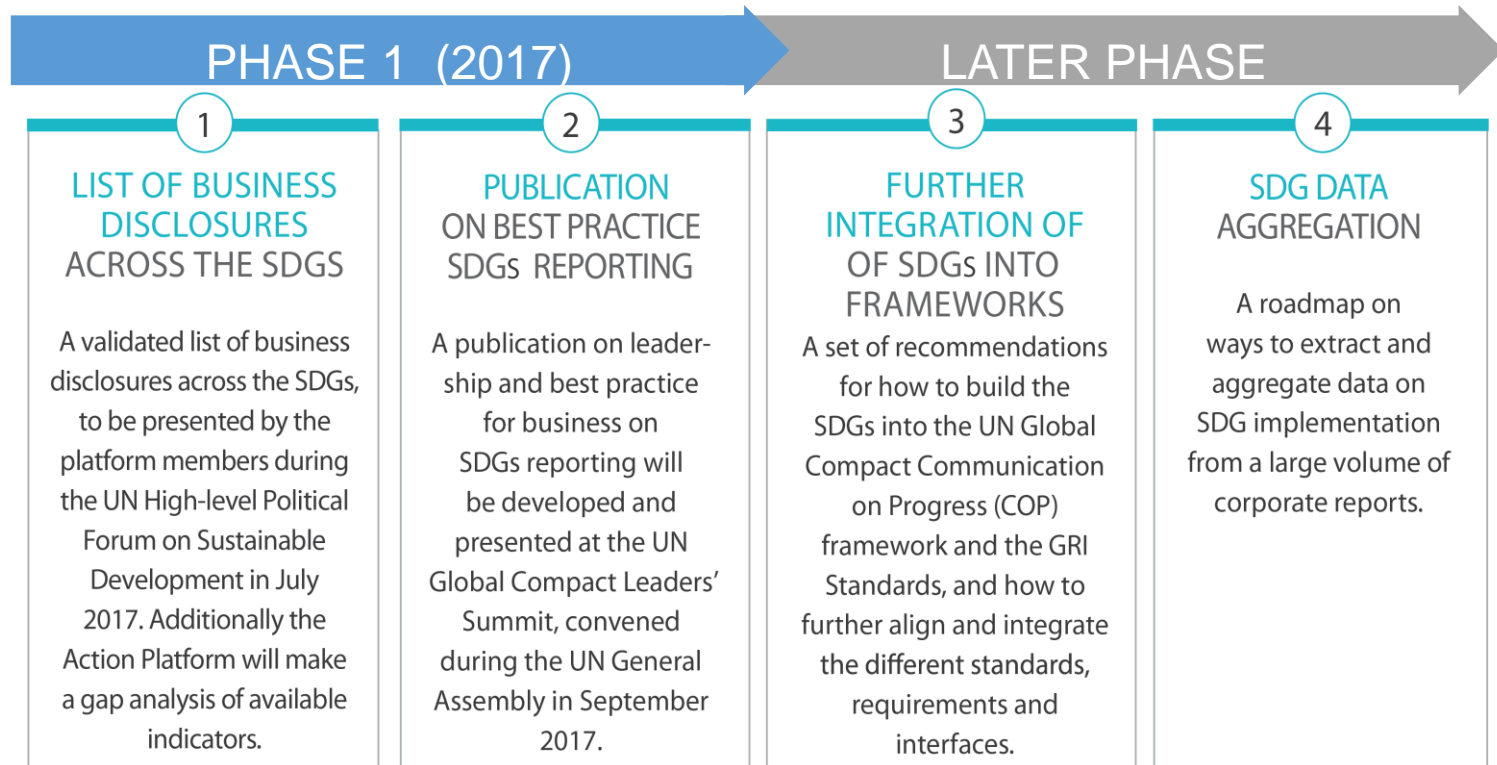 PHASE 1 (2017)
LATER PHASE
1
LIST OF BUSINESS
DISCLOSURES
ACROSS THE SDGS
A validated list of business
disclosures across the SDGs,
to be presented by the
platform members during
the UN High-level Political
Forum on Sustainable
Development in July
2017. Additionally the
Action Platform will make
a gap analysis of available
indicators.
2
PUBLICATION
ON BEST PRACTICE
SDGs REPORTING
A publication on leader-
ship and best practice
for business on
SDGs reporting will
be developed and
presented at the UN
Global Compact Leaders’
Summit, convened
during the UN General
Assembly in September
2017.
3
FURTHER
INTEGRATION OF
OF SDGs INTO
FRAMEWORKS
A set of recommendations
for how to build the
SDGs into the UN Global
Compact Communication
on Progress (COP)
framework and the GRI
Standards, and how to
further align and integrate
the different standards,
requirements and
interfaces.
4
SDG DATA
AGGREGATION
A roadmap on
ways to extract and
aggregate data on
SDG implementation
from a large volume of
corporate reports.